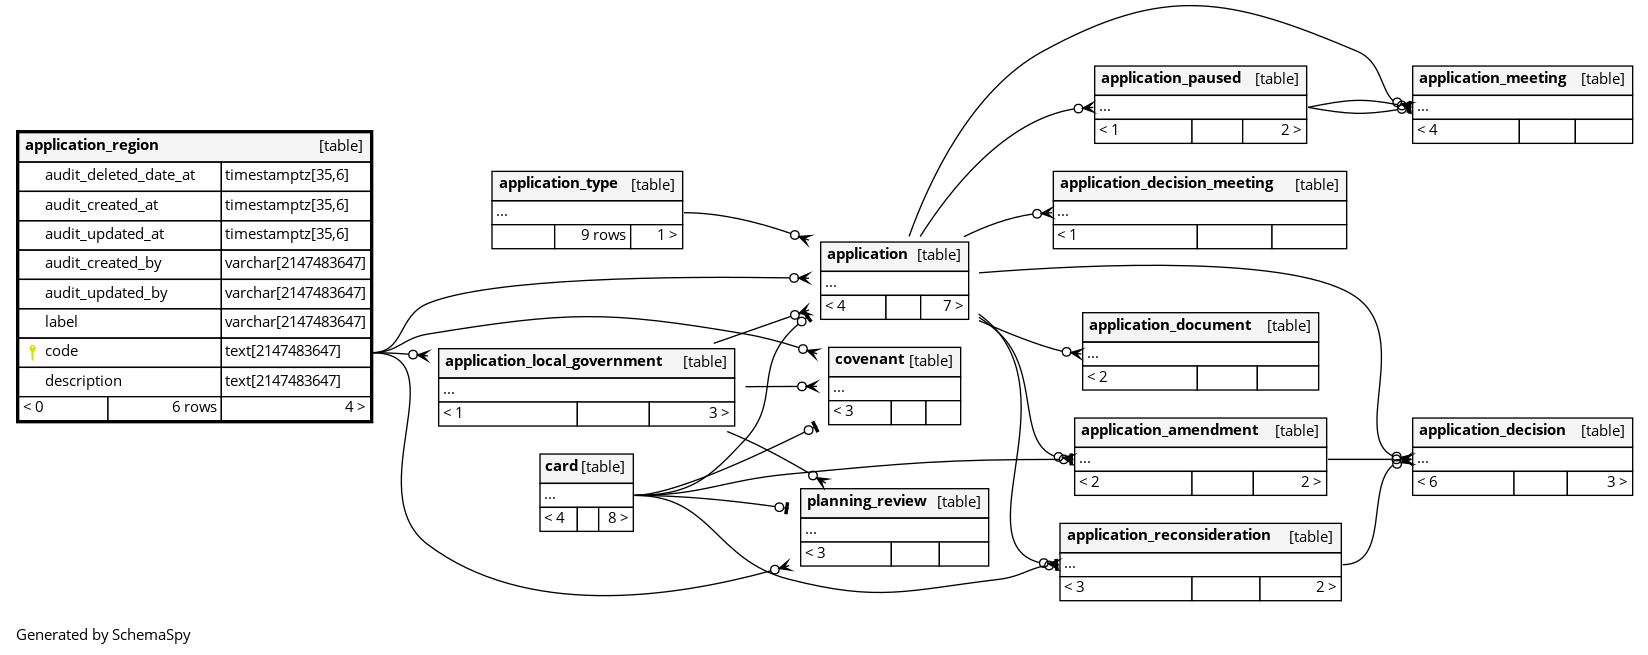 application_region [table]
audit_deleted_date_at timestamptz[35,6]
audit_created_at timestamptz[35,6]
audit_updated_at timestamptz[35,6]
audit_created_by varchar[2147483647]
audit_updated_by varchar[2147483647]
label varchar[2147483647]
code text[2147483647]
description text[2147483647]
< 0 6 rows 4 >
application_type [table]
...
9 rows 1 >
application_local_government [table]
...
< 1 3 >
card [table]
...
< 4 8 >
application [table]
...
< 4 7 >
covenant [table]
...
< 3
planning_review [table]
...
< 3
application_paused [table]
...
< 1 2 >
application_decision_meeting [table]
...
< 1
application_document [table]
...
< 2
application_amendment [table]
...
< 2 2 >
application_reconsideration [table]
...
< 3 2 >
application_meeting [table]
...
< 4
application_decision [table]
...
< 6 3 >
Generated by SchemaSpy